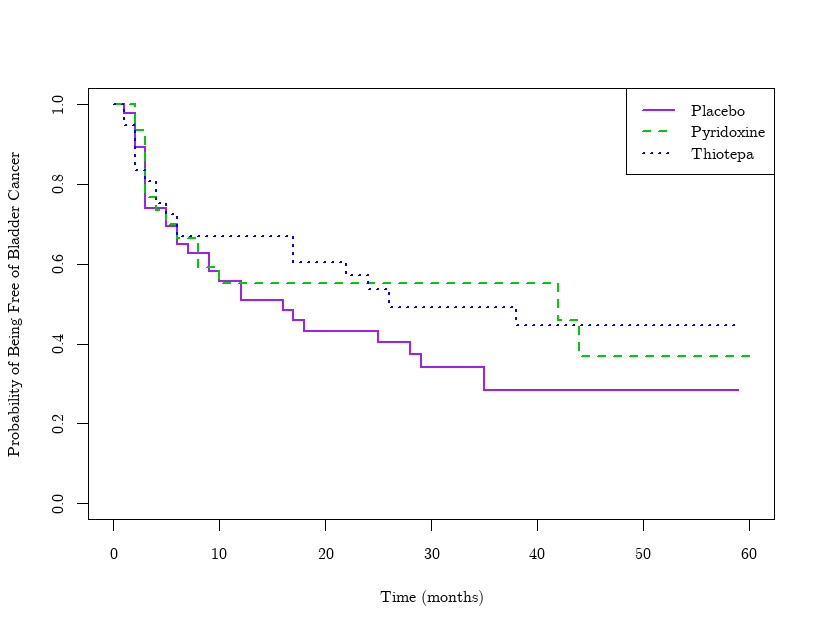 Placebo
Pyridoxine
Thiotepa
Probability of Being Free of Bladder Cancer
1.0
0.8
0.6
0.4
0.2
0.0
0 10 20 30 40 50 60
Time (months)